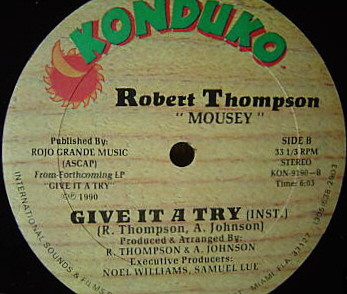 KONDUKO
TM
Robert Thompson
" MOUSEY "
Published By:
ROJO GRANDE MUSIC
(ASCAP)
From-Forthcoming LP
"GIVE IT A TRY"
℗ 1990
SIDE B
33 1/3 RPM
STEREO
KON-9190-B
Time: 6:03
GIVE IT A TRY (INST.)
(R. Thompson, A. Johnson)
Produced & Arranged By:
R. THOMPSON & A. JOHNSON
Executive Producers:
NOEL WILLIAMS, SAMUEL LUE
INTERNATIONAL SOUNDS & FILMS
MIAMI, FLA. 33127